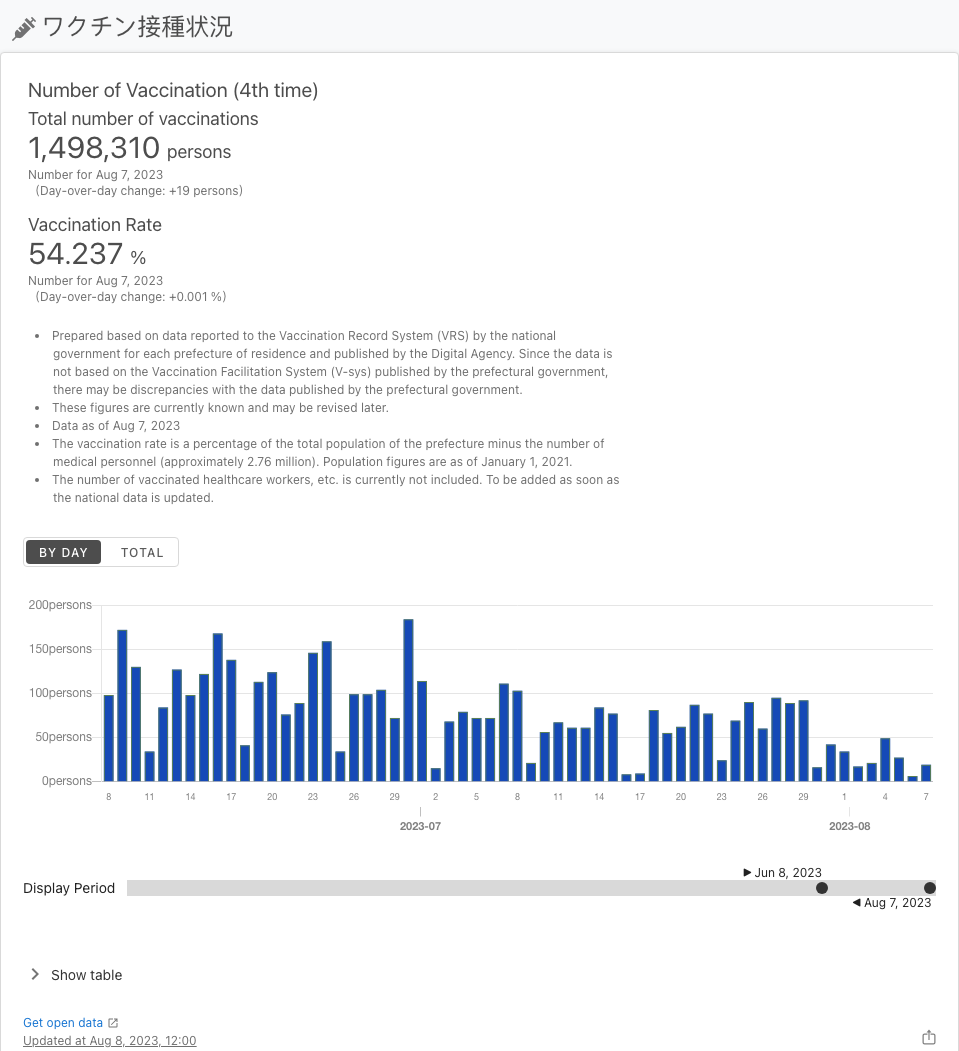 ワクチン接種状況
Number of Vaccination (4th time)
Total number of vaccinations
1,498,310 persons
Number for Aug 7, 2023
(Day-over-day change: +19 persons)
Vaccination Rate
54.237 %
Number for Aug 7, 2023
(Day-over-day change: +0.001 %)
• Prepared based on data reported to the Vaccination Record System (VRS) by the national
government for each prefecture of residence and published by the Digital Agency. Since the data is
not based on the Vaccination Facilitation System (V-sys) published by the prefectural government,
there may be discrepancies with the data published by the prefectural government.
• These figures are currently known and may be revised later.
• Data as of Aug 7, 2023
• The vaccination rate is a percentage of the total population of the prefecture minus the number of
medical personnel (approximately 2.76 million). Population figures are as of January 1, 2021.
• The number of vaccinated healthcare workers, etc. is currently not included. To be added as soon as
the national data is updated.
BY DAY TOTAL
200persons
150persons
100persons
50persons
0persons
8 11 14 17 20 23 26 29 2 5 8 11 14 17 20 23 26 29 1 4 7
2023-07 2023-08
Jun 8, 2023
Display Period
Aug 7, 2023
Show table
Get open data
Updated at Aug 8, 2023, 12:00